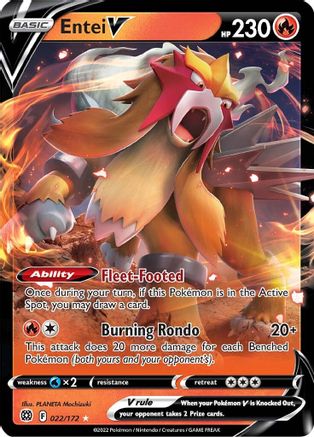 BASIC Entei V HP 230
Ability Fleet-Footed
Once during your turn, if this Pokémon is in the Active
Spot, you may draw a card.
Burning Rondo 20+
This attack does 20 more damage for each Benched
Pokémon (both yours and your opponent's).
weakness ×2 resistance retreat
Illus. PLANETA Mochizuki
V rule When your Pokémon V is Knocked Out,
your opponent takes 2 Prize cards.
F 022/172
©2022 Pokémon / Nintendo / Creatures / GAME FREAK